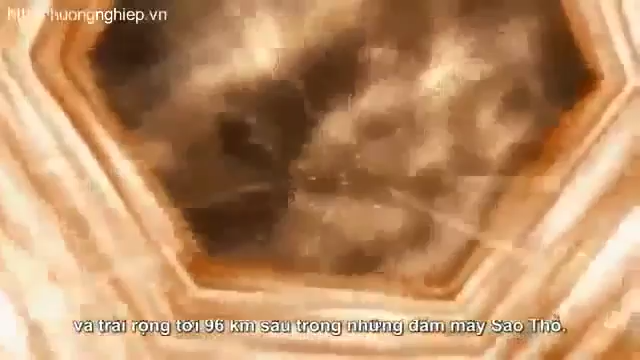 http://huongnghiep.vn
và trải rộng tới 96 km sâu trong những đám mây Sao Thổ.